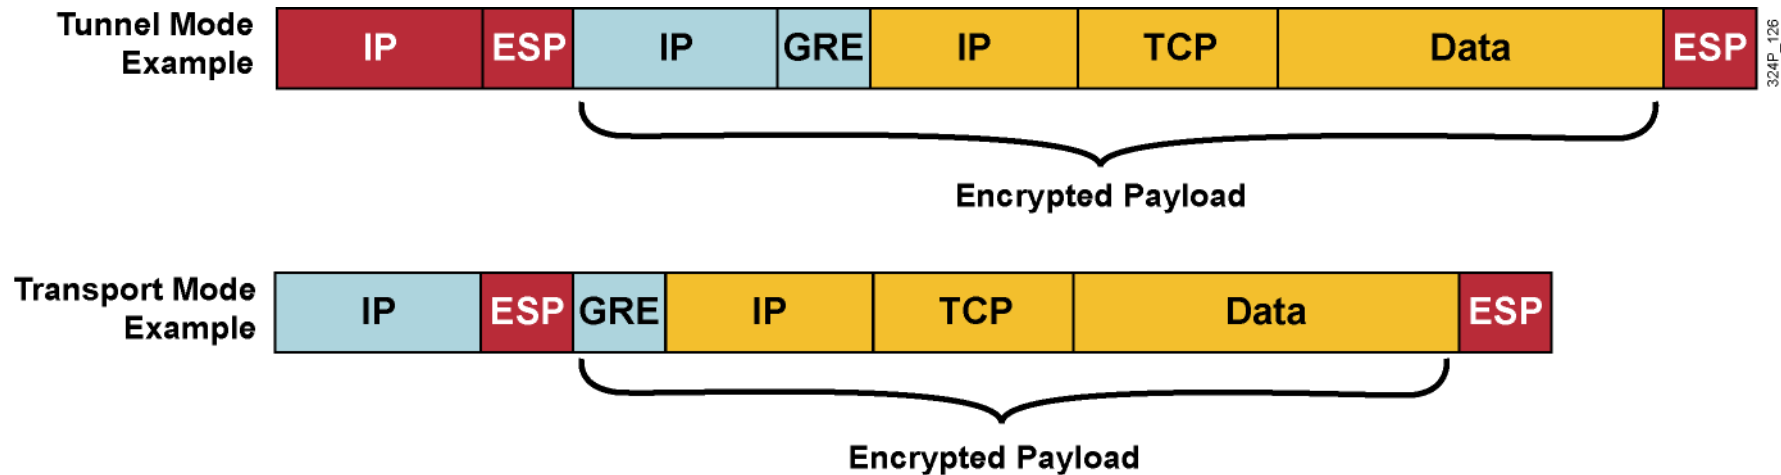 Tunnel Mode
Example
IP ESP IP GRE IP TCP Data ESP
324P_126
Encrypted Payload
Transport Mode
Example
IP ESP GRE IP TCP Data ESP
Encrypted Payload